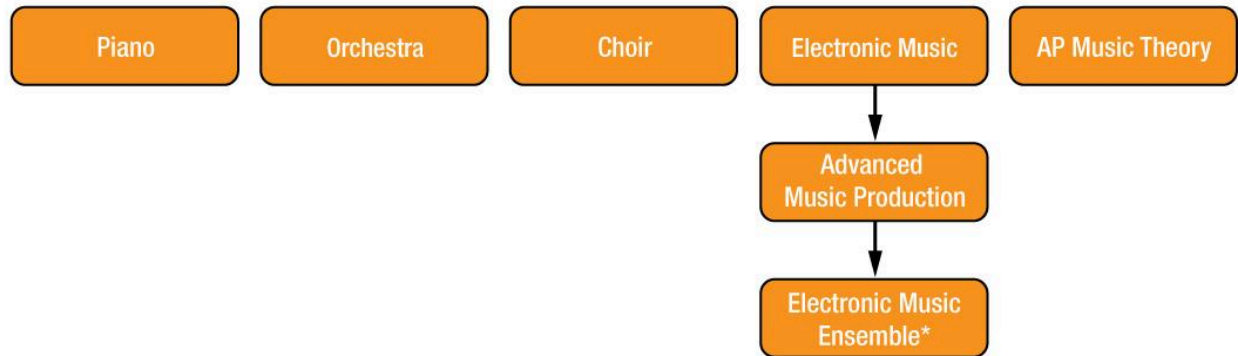 Piano
Orchestra
Choir
Electronic Music
AP Music Theory
Advanced
Music Production
Electronic Music
Ensemble*